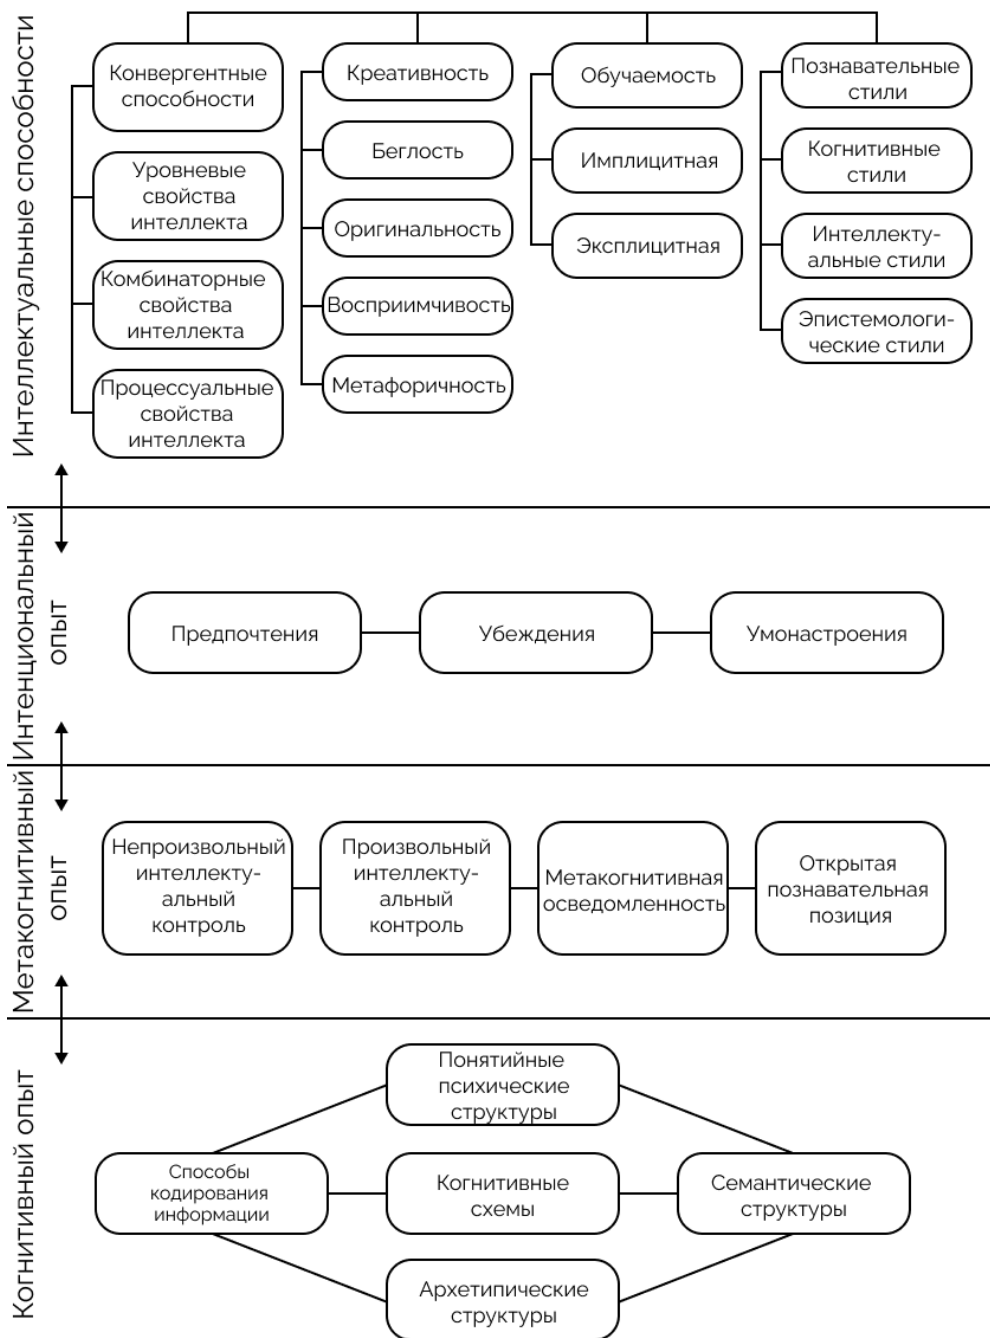 Интеллектуальные способности
Конвергентные
способности
Уровневые
свойства
интеллекта
Комбинаторные
свойства
интеллекта
Процессуальные
свойства
интеллекта
Креативность
Беглость
Оригинальность
Восприимчивость
Метафоричность
Обучаемость
Имплицитная
Эксплицитная
Познавательные
стили
Когнитивные
стили
Интеллекту-
альные стили
Эпистемологи-
ческие стили
Интенциональный
опыт
Предпочтения
Убеждения
Умонастроения
Метакогнитивный
опыт
Непроизвольный
интеллекту-
альный
контроль
Произвольный
интеллекту-
альный
контроль
Метакогнитивная
осведомленность
Открытая
познавательная
позиция
Когнитивный опыт
Понятийные
психические
структуры
Способы
кодирования
информации
Когнитивные
схемы
Семантические
структуры
Архетипические
структуры